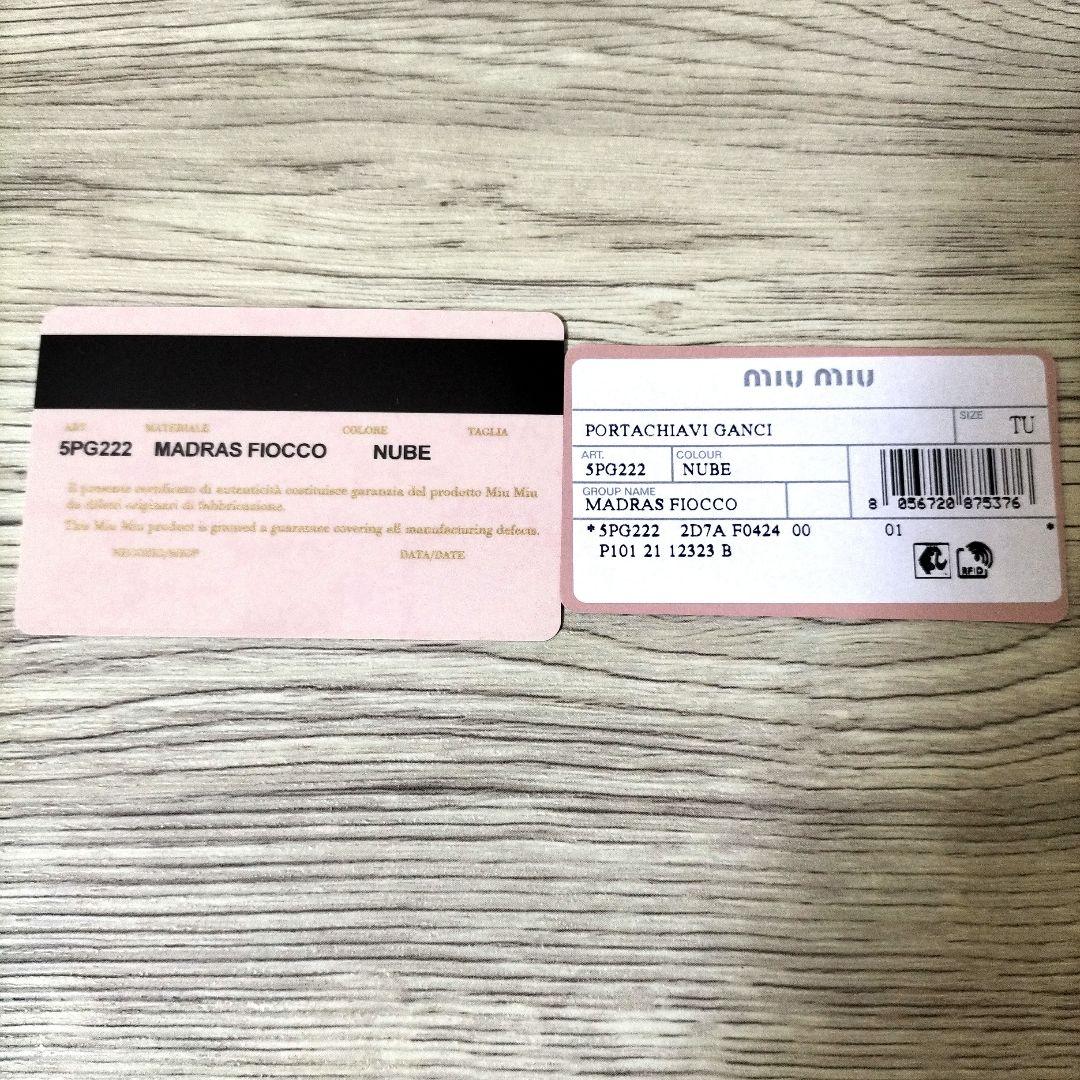 ART. MATERIALE COLORE TAGLIA
5PG222 MADRAS FIOCCO NUBE
Il presente certificato di autenticità costituisce garanzia del prodotto Miu Miu
da difetti originari di fabbricazione.
This Miu Miu product is granted a guarantee covering all manufacturing defects.
DATA/DATE
miu miu
PORTACHIAVI GANCI
SIZE
TU
ART.
5PG222
COLOUR
NUBE
GROUP NAME
MADRAS FIOCCO
8 056720 875376
*5PG222 2D7A F0424 00 01 *
P101 21 12323 B
RFID